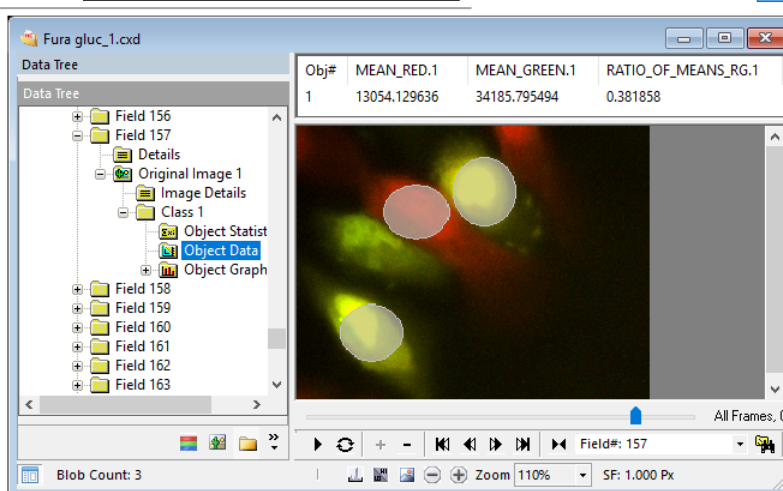 Fura gluc_1.cxd
Data Tree
Data Tree
Field 156
Field 157
Details
Original Image 1
Image Details
Class 1
Object Statist
Object Data
Object Graph
Field 158
Field 159
Field 160
Field 161
Field 162
Field 163
Obj# MEAN_RED.1 MEAN_GREEN.1 RATIO_OF_MEANS_RG.1
1 13054.129636 34185.795494 0.381858
All Frames,
Field#: 157
Blob Count: 3
Zoom 110% SF: 1.000 Px